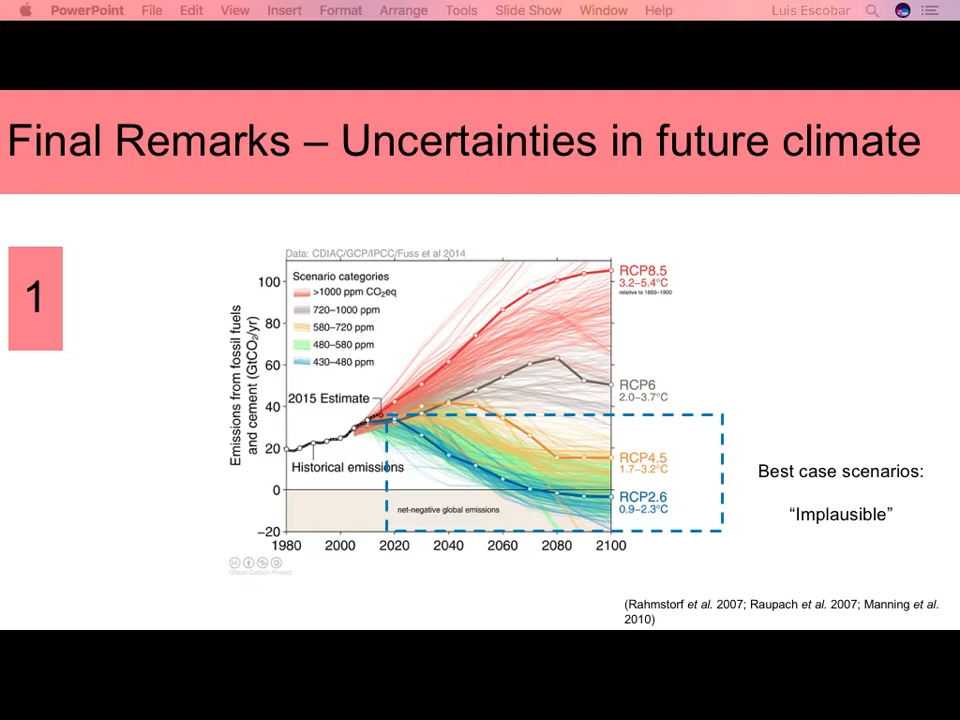 PowerPoint File Edit View Insert Format Arrange Tools Slide Show Window Help Luis Escobar
Final Remarks – Uncertainties in future climate
1
Data: CDIAC/GCP/IPCC/Fuss et al 2014
Emissions from fossil fuels
and cement (GtCO₂/yr)
100
80
60
40
20
0
−20
Scenario categories
>1000 ppm CO₂eq
720–1000 ppm
580–720 ppm
480–580 ppm
430–480 ppm
2015 Estimate
Historical emissions
net-negative global emissions
RCP8.5
3.2–5.4°C
relative to 1850–1900
RCP6
2.0–3.7°C
RCP4.5
1.7–3.2°C
RCP2.6
0.9–2.3°C
1980 2000 2020 2040 2060 2080 2100
Global Carbon Project
Best case scenarios:
“Implausible”
(Rahmstorf et al. 2007; Raupach et al. 2007; Manning et al.
2010)